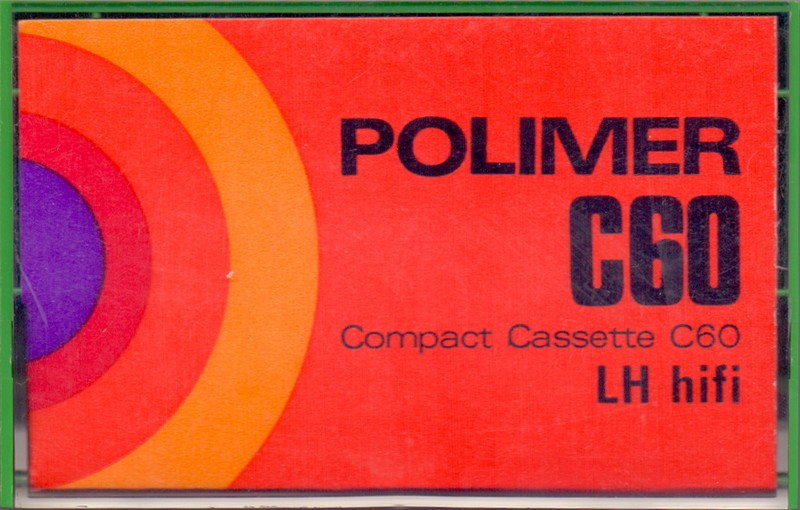 POLIMER
C60
Compact Cassette C60
LH hifi